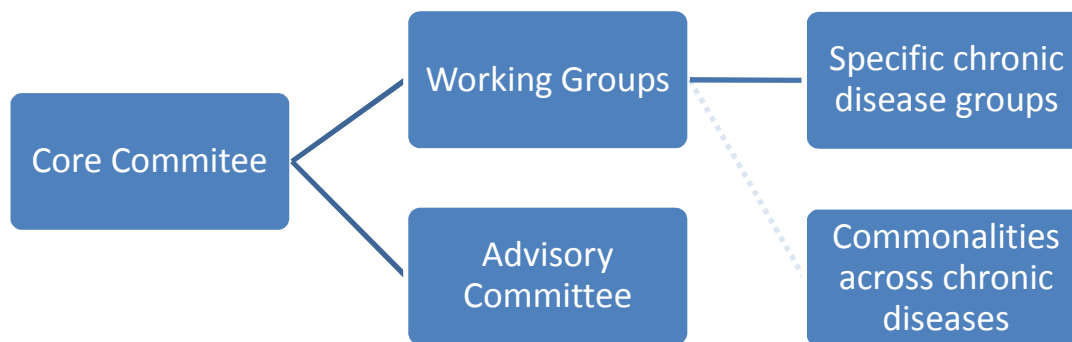 Core Commitee
Working Groups
Advisory
Committee
Specific chronic
disease groups
Commonalities
across chronic
diseases